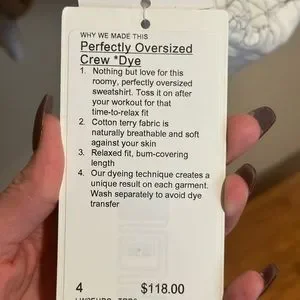 WHY WE MADE THIS
Perfectly Oversized
Crew *Dye
1. Nothing but love for this
roomy, perfectly oversized
sweatshirt. Toss it on after
your workout for that
time-to-relax fit
2. Cotton terry fabric is
naturally breathable and soft
against your skin
3. Relaxed fit, bum-covering
length
4. Our dyeing technique creates a
unique result on each garment.
Wash separately to avoid dye
transfer
4 $118.00